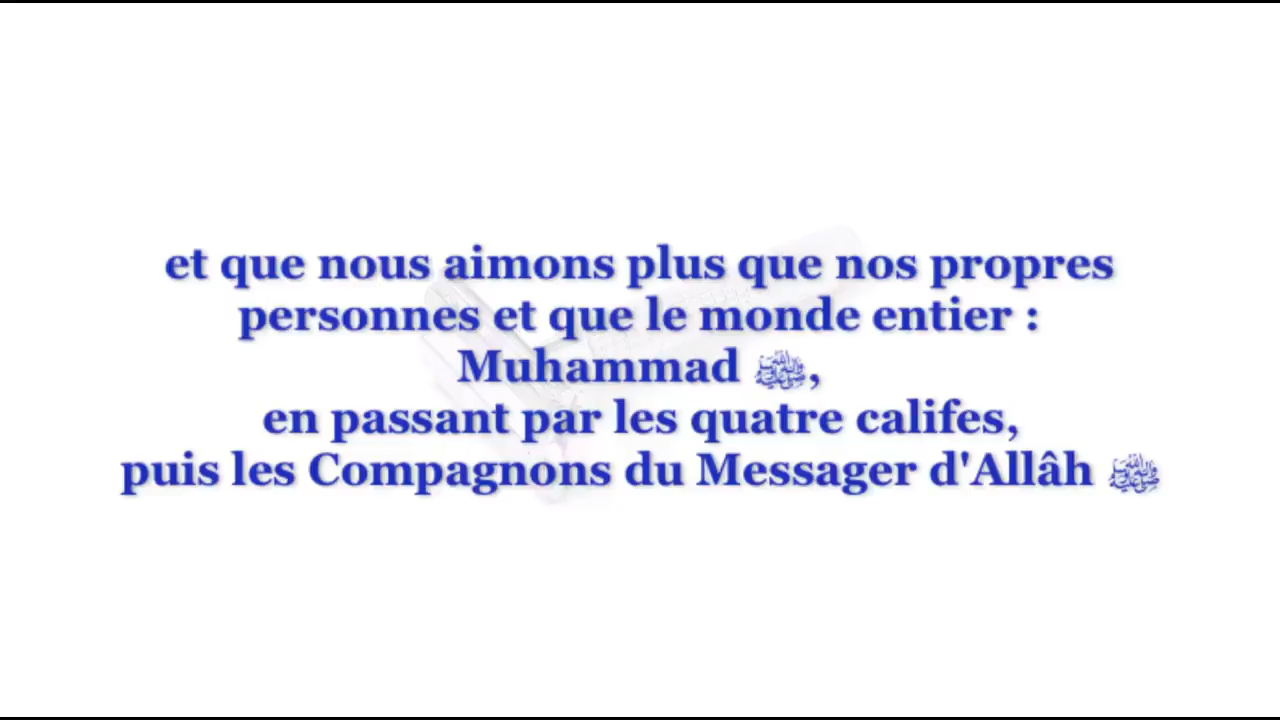 et que nous aimons plus que nos propres
personnes et que le monde entier :
Muhammad ﷺ,
en passant par les quatre califes,
puis les Compagnons du Messager d'Allâh ﷺ